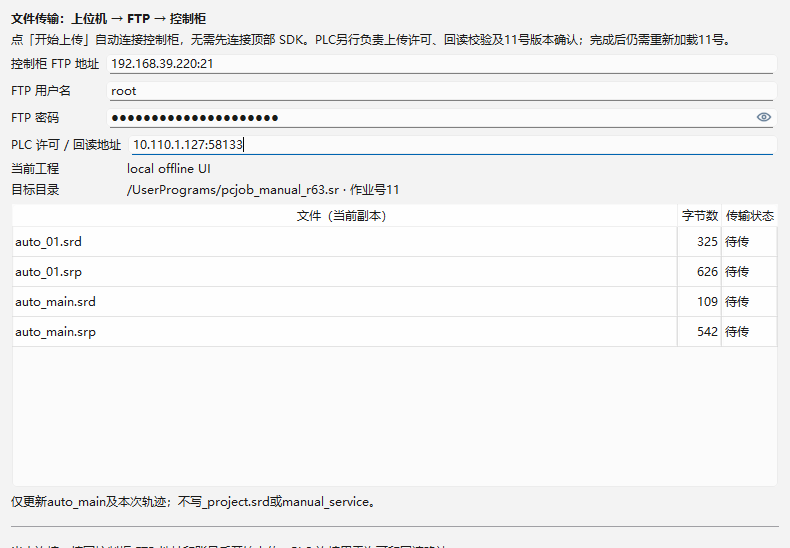 文件传输：上位机 → FTP → 控制柜
点「开始上传」自动连接控制柜，无需先连接顶部 SDK。PLC另行负责上传许可、回读校验及11号版本确认；完成后仍需重新加载11号。
控制柜 FTP 地址 192.168.39.220:21
FTP 用户名 root
FTP 密码 ●●●●●●●●●●●●●●●●●●●●●
PLC 许可 / 回读地址 10.110.1.127:58133
当前工程 local offline UI
目标目录 /UserPrograms/pcjob_manual_r63.sr · 作业号11
文件（当前副本） 字节数 传输状态
auto_01.srd 325 待传
auto_01.srp 626 待传
auto_main.srd 109 待传
auto_main.srp 542 待传
仅更新auto_main及本次轨迹；不写_project.srd或manual_service。